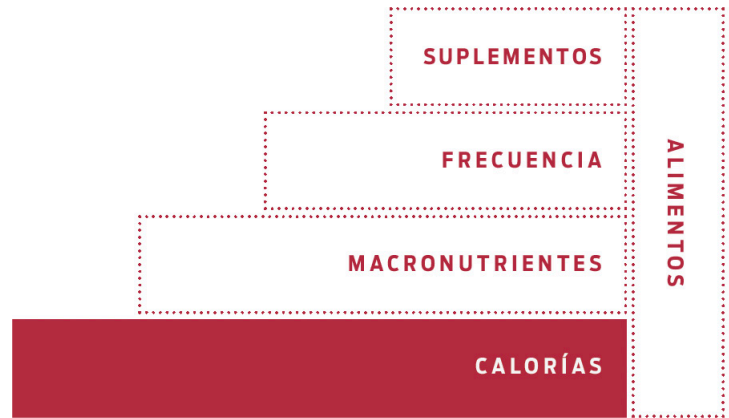 SUPLEMENTOS
FRECUENCIA
MACRONUTRIENTES
CALORÍAS
ALIMENTOS